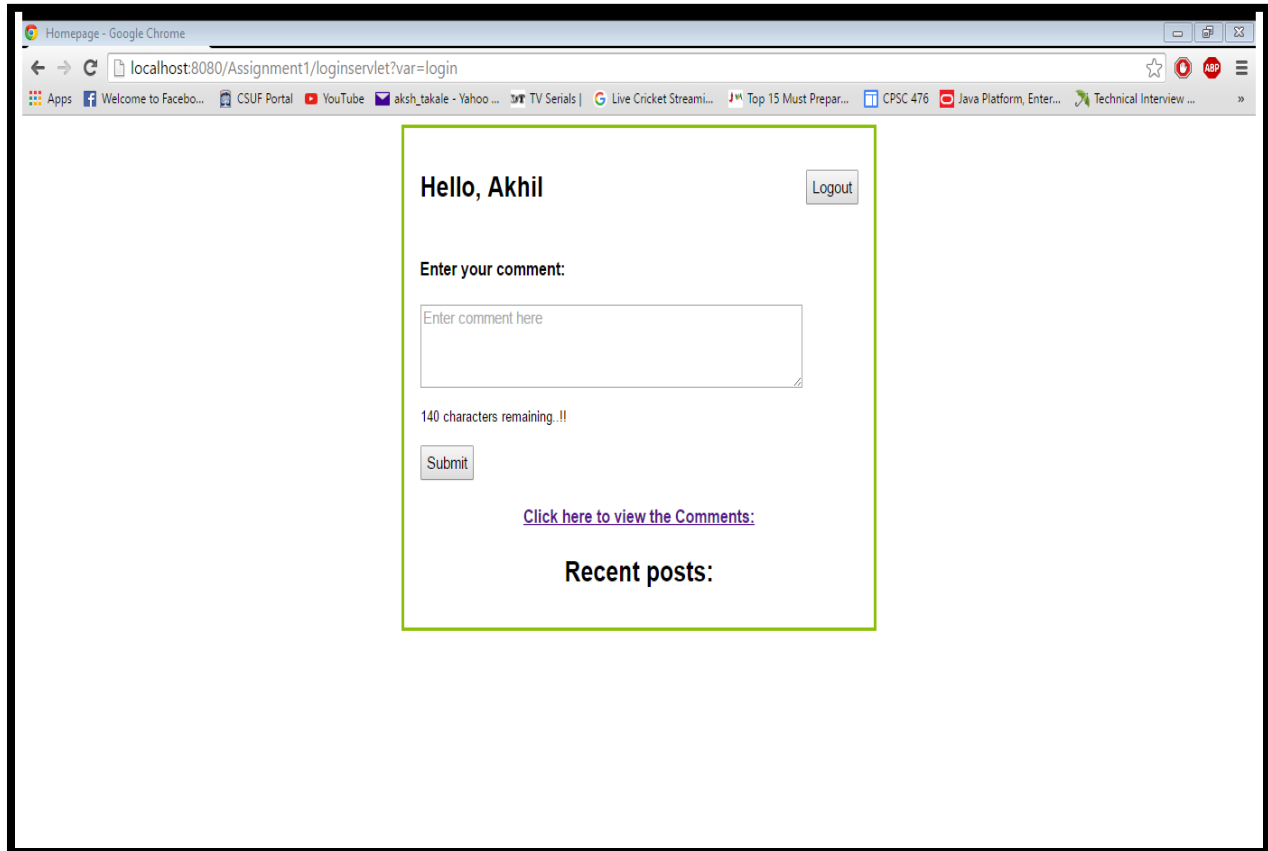 Homepage - Google Chrome
localhost:8080/Assignment1/loginservlet?var=login
ABP
Apps Welcome to Facebo... CSUF Portal YouTube aksh_takale - Yahoo ... TV Serials | Live Cricket Streami... Top 15 Must Prepar... CPSC 476 Java Platform, Enter... Technical Interview ... »
Hello, Akhil
Logout
Enter your comment:
Enter comment here
140 characters remaining..!!
Submit
Click here to view the Comments:
Recent posts: